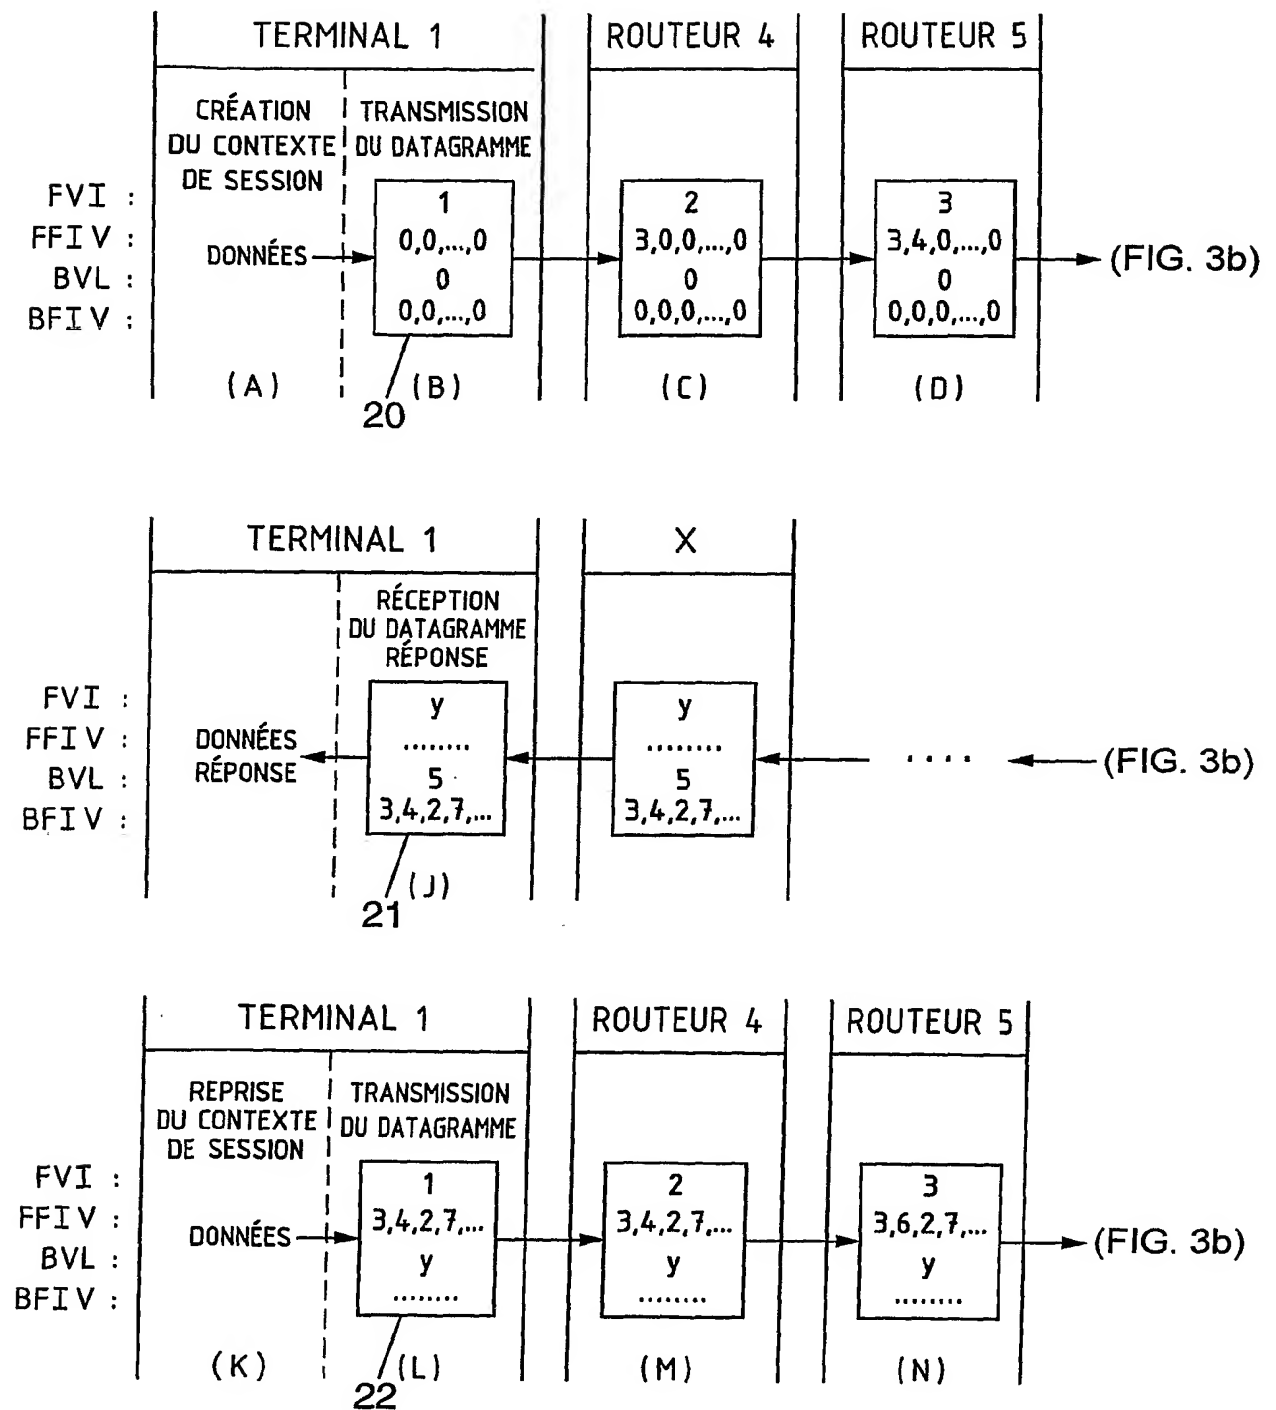 TERMINAL 1 ROUTEUR 4 ROUTEUR 5
CRÉATION
DU CONTEXTE
DE SESSION
TRANSMISSION
DU DATAGRAMME
FVI :
FFIV :
BVL :
BFIV :
DONNÉES
1
0,0,...,0
0
0,0,...,0
2
3,0,0,...,0
0
0,0,0,...,0
3
3,4,0,...,0
0
0,0,0,...,0
(FIG. 3b)
(A) (B) (C) (D)
20
TERMINAL 1 X
RÉCEPTION
DU DATAGRAMME
RÉPONSE
FVI :
FFIV :
BVL :
BFIV :
DONNÉES
RÉPONSE
y
........
5
3,4,2,7,...
y
........
5
3,4,2,7,...
....
(FIG. 3b)
(J)
21
TERMINAL 1 ROUTEUR 4 ROUTEUR 5
REPRISE
DU CONTEXTE
DE SESSION
TRANSMISSION
DU DATAGRAMME
FVI :
FFIV :
BVL :
BFIV :
DONNÉES
1
3,4,2,7,...
y
........
2
3,4,2,7,...
y
........
3
3,6,2,7,...
y
........
(FIG. 3b)
(K) (L) (M) (N)
22